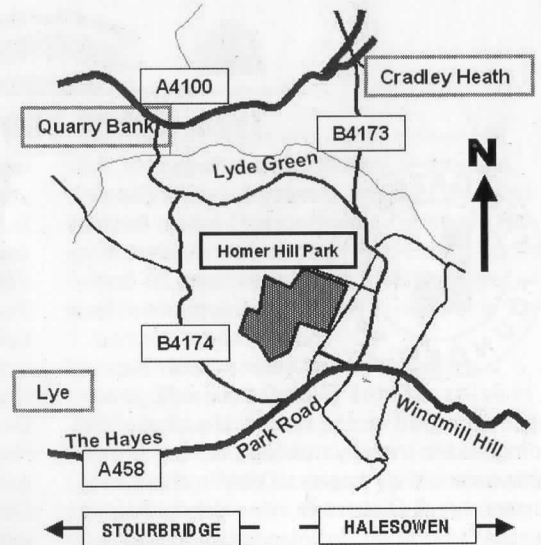 A4100
Cradley Heath
Quarry Bank
B4173
Lyde Green
N
Homer Hill Park
B4174
Lye
The Hayes
Park Road
Windmill Hill
A458
STOURBRIDGE
HALESOWEN